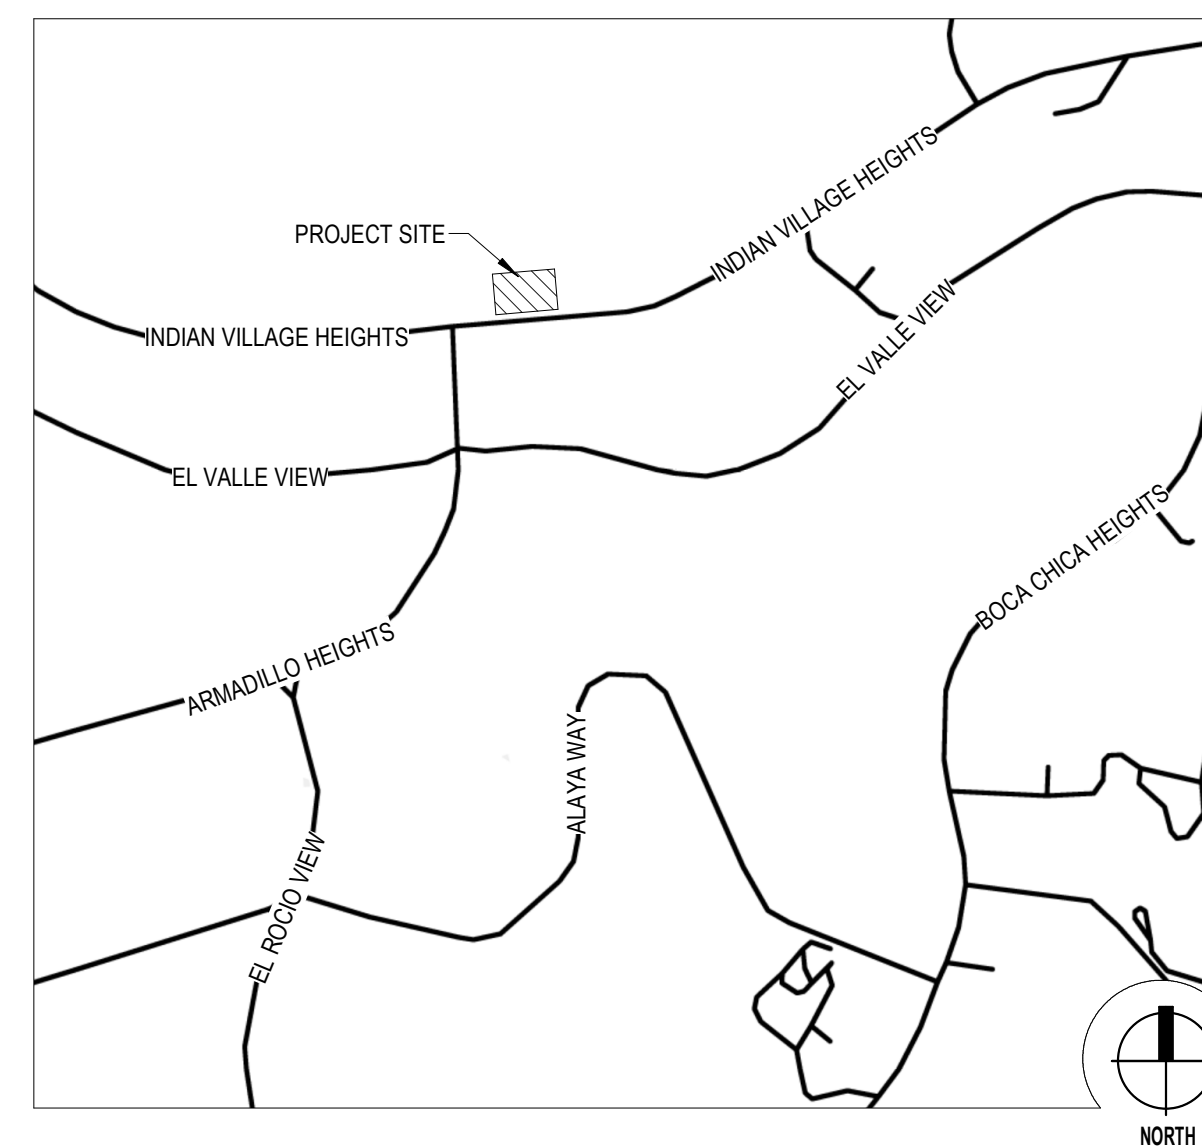 INDIAN VILLAGE HEIGHTS
PROJECT SITE
INDIAN VILLAGE HEIGHTS
EL VALLE VIEW
EL VALLE VIEW
BOCA CHICA HEIGHTS
ARMADILLO HEIGHTS
ALAYA WAY
EL ROCIO VIEW
NORTH